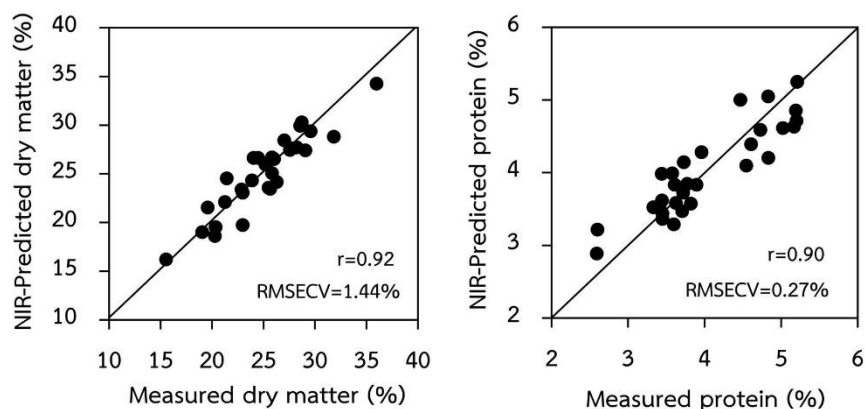 NIR-Predicted dry matter (%)
40
35
30
25
20
15
10
r=0.92
RMSECV=1.44%
10 15 20 25 30 35 40
Measured dry matter (%)
NIR-Predicted protein (%)
6
5
4
3
2
r=0.90
RMSECV=0.27%
2 3 4 5 6
Measured protein (%)